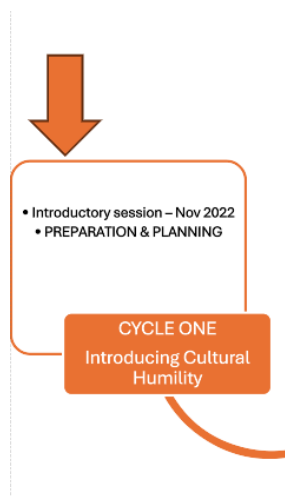 • Introductory session – Nov 2022
• PREPARATION & PLANNING
CYCLE ONE
Introducing Cultural
Humility